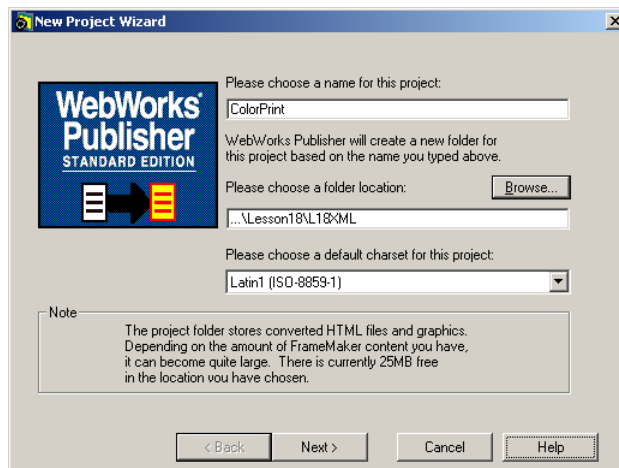 New Project Wizard
WebWorks
Publisher
STANDARD EDITION
Please choose a name for this project:
ColorPrint
WebWorks Publisher will create a new folder for
this project based on the name you typed above.
Please choose a folder location:
Browse...
...\Lesson18\L18XML
Please choose a default charset for this project:
Latin1 (ISO-8859-1)
Note
The project folder stores converted HTML files and graphics.
Depending on the amount of FrameMaker content you have,
it can become quite large. There is currently 25MB free
in the location you have chosen.
< Back
Next >
Cancel
Help